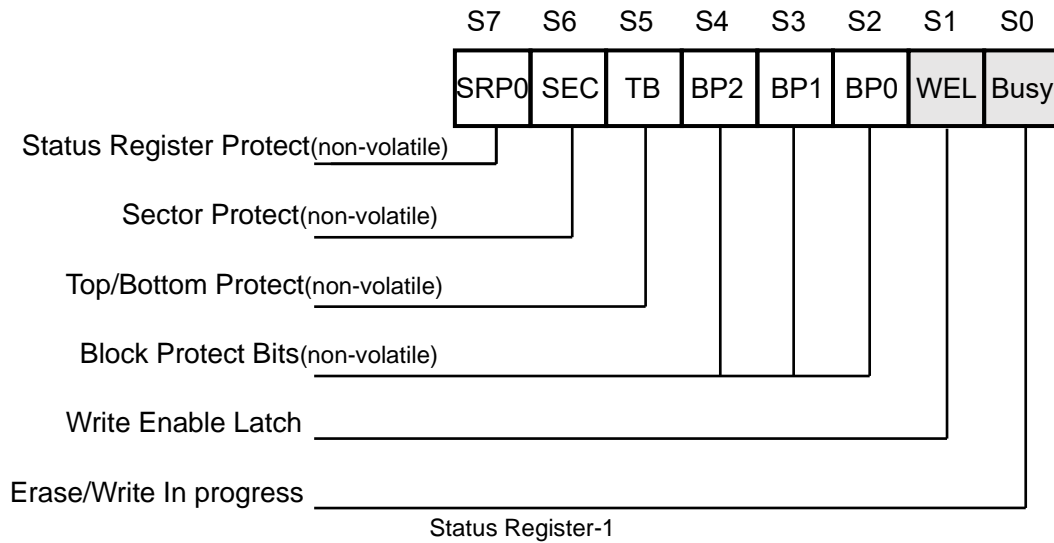 S7 S6 S5 S4 S3 S2 S1 S0
SRP0 SEC TB BP2 BP1 BP0 WEL Busy
Status Register Protect(non-volatile)
Sector Protect(non-volatile)
Top/Bottom Protect(non-volatile)
Block Protect Bits(non-volatile)
Write Enable Latch
Erase/Write In progress
Status Register-1